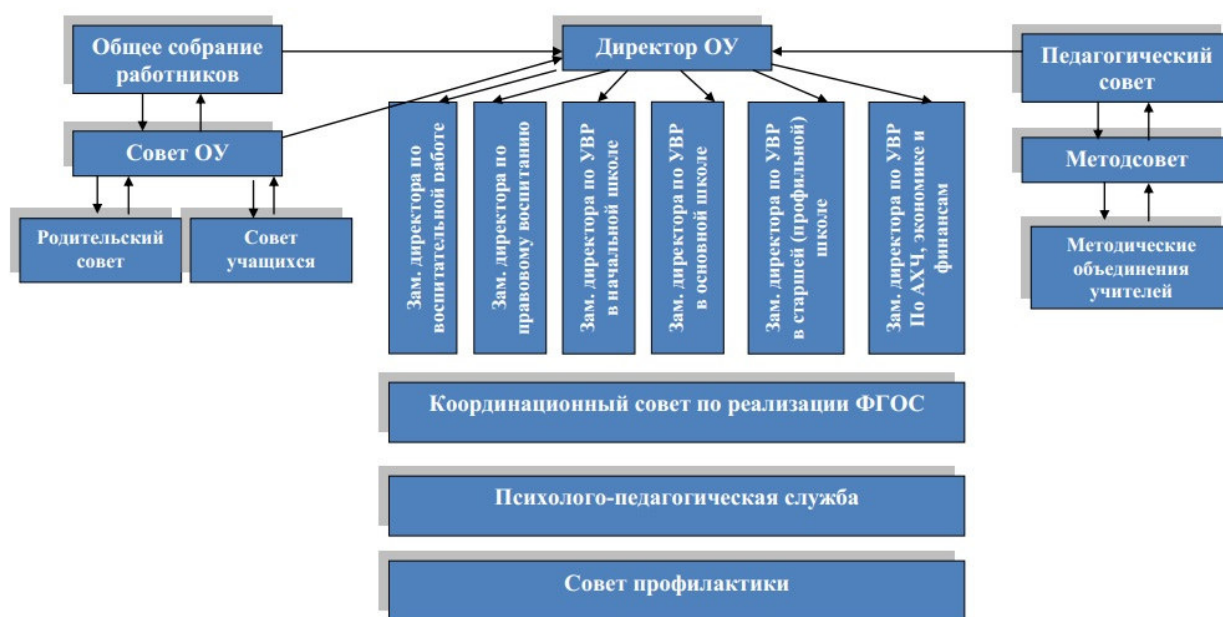 Общее собрание
работников
Директор ОУ
Педагогический
совет
Совет ОУ
Методсовет
Родительский
совет
Совет
учащихся
Методические
объединения
учителей
Зам. директора по
воспитательной работе
Зам. директора по
правовому воспитанию
Зам. директора по УВР
в начальной школе
Зам. директора по УВР
в основной школе
Зам. директора по УВР
в старшей (профильной)
школе
Зам. директора по УВР
По АХЧ, экономике и
финансам
Координационный совет по реализации ФГОС
Психолого-педагогическая служба
Совет профилактики